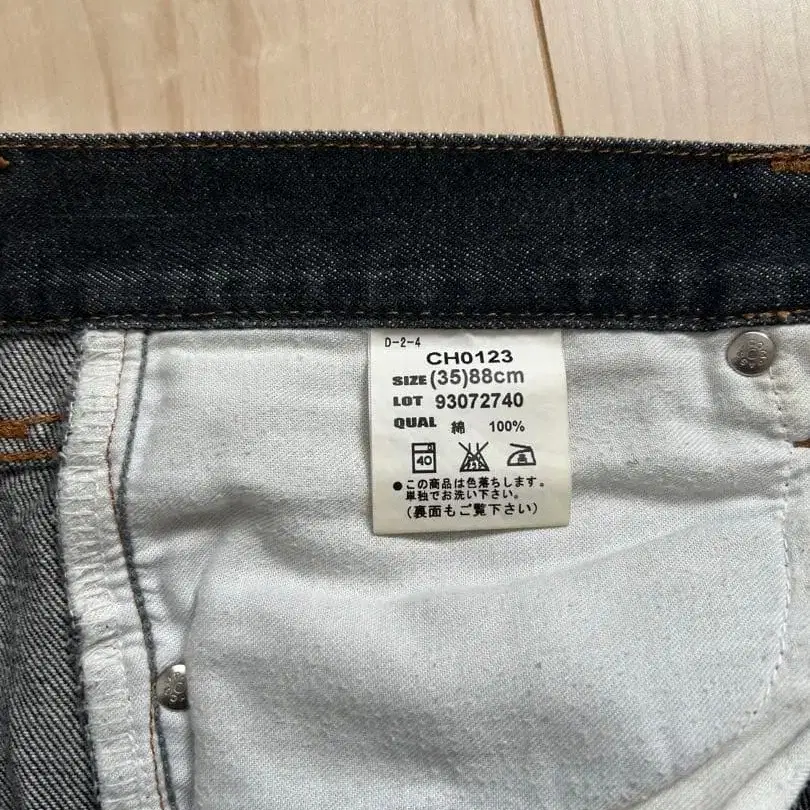 D-2-4
CH0123
SIZE (35)88cm
LOT 93072740
QUAL 綿 100%
40
●この商品は色落ちします。
単独でお洗い下さい。
(裏面もご覧下さい)